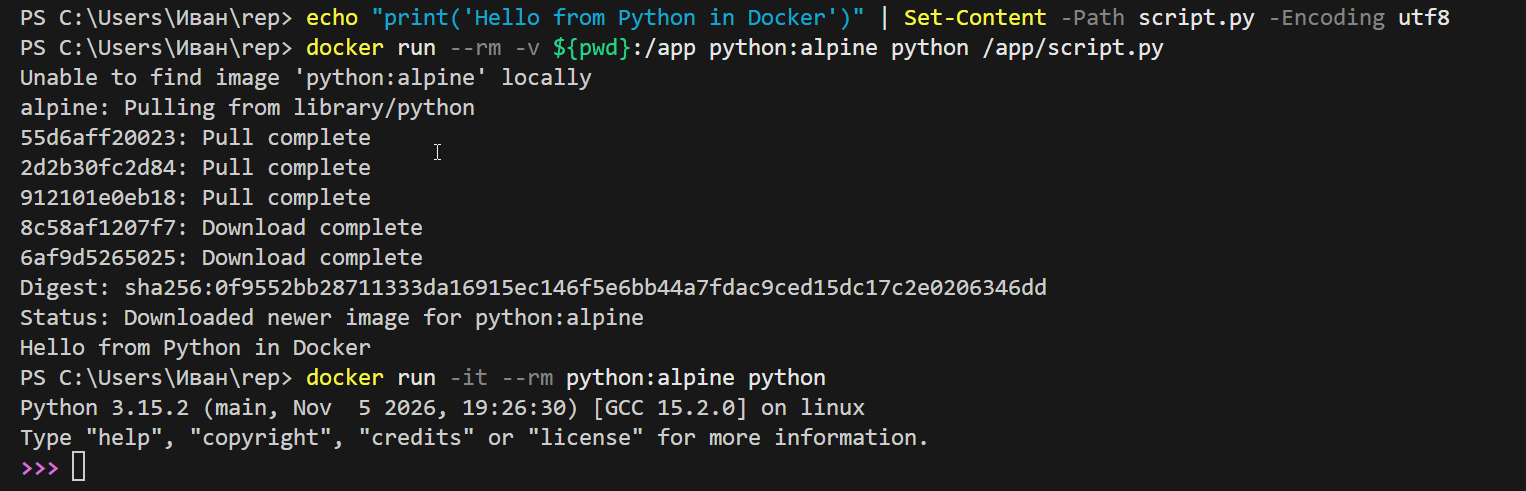 PS C:\Users\Иван\rep> echo "print('Hello from Python in Docker')" | Set-Content -Path script.py -Encoding utf8
PS C:\Users\Иван\rep> docker run --rm -v ${pwd}:/app python:alpine python /app/script.py
Unable to find image 'python:alpine' locally
alpine: Pulling from library/python
55d6aff20023: Pull complete
2d2b30fc2d84: Pull complete
912101e0eb18: Pull complete
8c58af1207f7: Download complete
6af9d5265025: Download complete
Digest: sha256:0f9552bb28711333da16915ec146f5e6bb44a7fdac9ced15dc17c2e0206346dd
Status: Downloaded newer image for python:alpine
Hello from Python in Docker
PS C:\Users\Иван\rep> docker run -it --rm python:alpine python
Python 3.15.2 (main, Nov  5 2026, 19:26:30) [GCC 15.2.0] on linux
Type "help", "copyright", "credits" or "license" for more information.
>>>